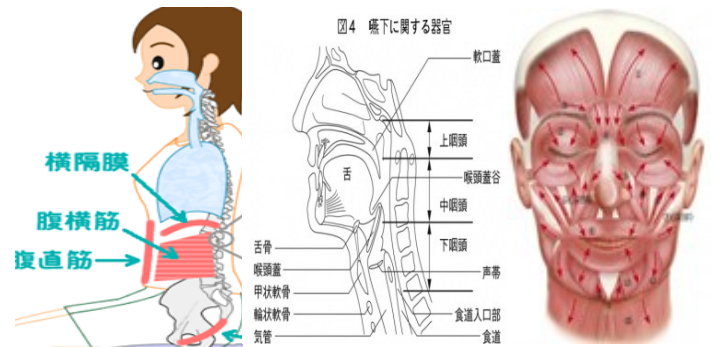 横隔膜
腹横筋
腹直筋
図4 嚥下に関する器官
軟口蓋
上咽頭
舌
喉頭蓋谷
中咽頭
下咽頭
舌骨
喉頭蓋
甲状軟骨
輪状軟骨
気管
声帯
食道入口部
食道